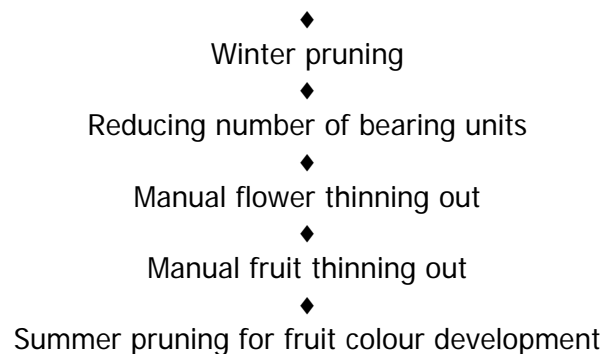 ♦
Winter pruning
♦
Reducing number of bearing units
♦
Manual flower thinning out
♦
Manual fruit thinning out
♦
Summer pruning for fruit colour development